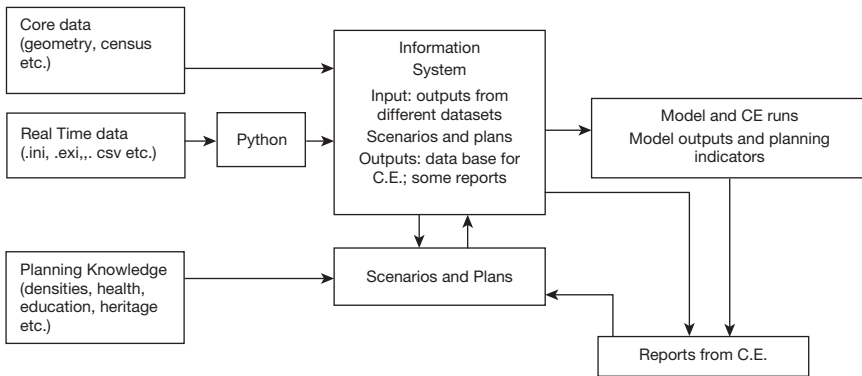 Core data
(geometry, census
etc.)
Information
System
Input: outputs from
different datasets
Scenarios and plans
Outputs: data base for
C.E.; some reports
Real Time data
(.ini, .exi,,. csv etc.)
Python
Model and CE runs
Model outputs and planning
indicators
Planning Knowledge
(densities, health,
education, heritage
etc.)
Scenarios and Plans
Reports from C.E.